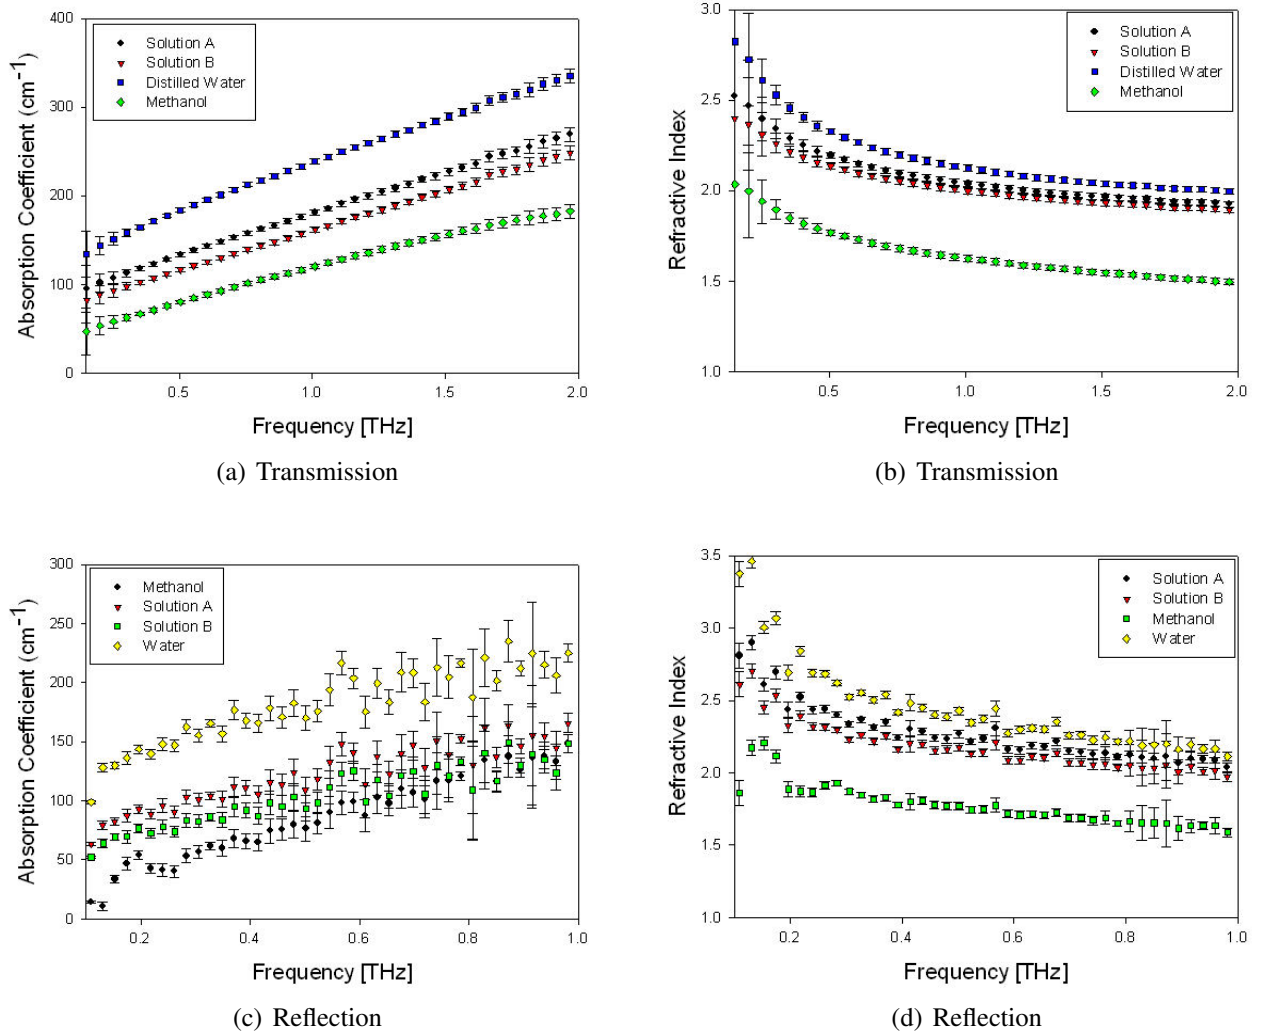 400
300
200
100
0
Absorption Coefficient (cm⁻¹)
Solution A
Solution B
Distilled Water
Methanol
0.5 1.0 1.5 2.0
Frequency [THz]
(a) Transmission
3.0
2.5
2.0
1.5
1.0
Refractive Index
Solution A
Solution B
Distilled Water
Methanol
0.5 1.0 1.5 2.0
Frequency [THz]
(b) Transmission
300
250
200
150
100
50
0
Absorption Coefficient (cm⁻¹)
Methanol
Solution A
Solution B
Water
0.2 0.4 0.6 0.8 1.0
Frequency [THz]
(c) Reflection
3.5
3.0
2.5
2.0
1.5
1.0
Refractive Index
Solution A
Solution B
Methanol
Water
0.2 0.4 0.6 0.8 1.0
Frequency [THz]
(d) Reflection